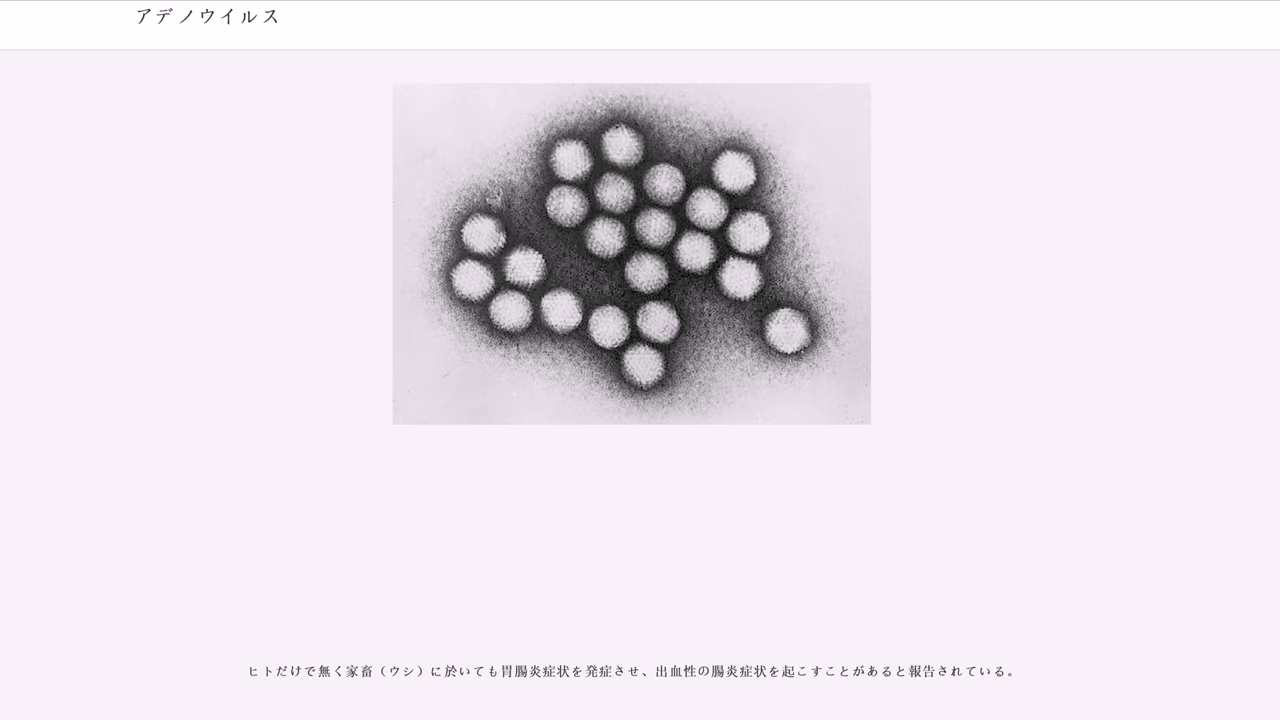 アデノウイルス
ヒトだけで無く家畜（ウシ）に於いても胃腸炎症状を発症させ、出血性の腸炎症状を起こすことがあると報告されている。